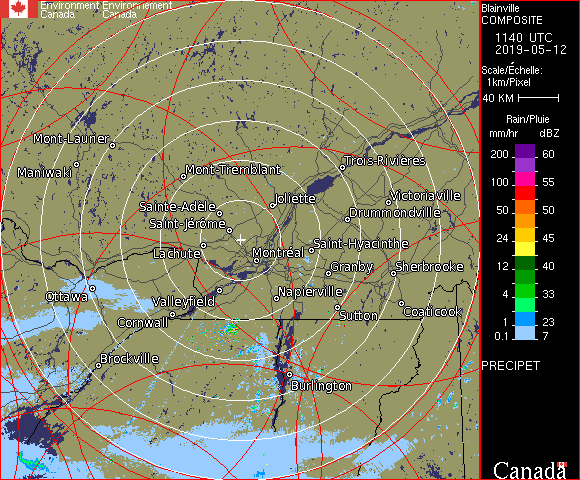 Environment Environnement
Canada Canada
Blainville
COMPOSITE
1140 UTC
2019-05-12
Scale/Échelle:
1km/Pixel
40 KM
Rain/Pluie
mm/hr dBZ
200 60
100 55
50 50
24 45
12 40
4 33
1 23
0.1 7
PRECIPET
Canada
Mont-Laurier
Maniwaki
Mont-Tremblant
Trois-Rivières
Sainte-Adèle
Joliette
Victoriaville
Drummondville
Saint-Jérôme
Lachute
Montréal
Saint-Hyacinthe
Granby
Sherbrooke
Ottawa
Valleyfield
Napierville
Cornwall
Sutton
Coaticook
Brockville
Burlington